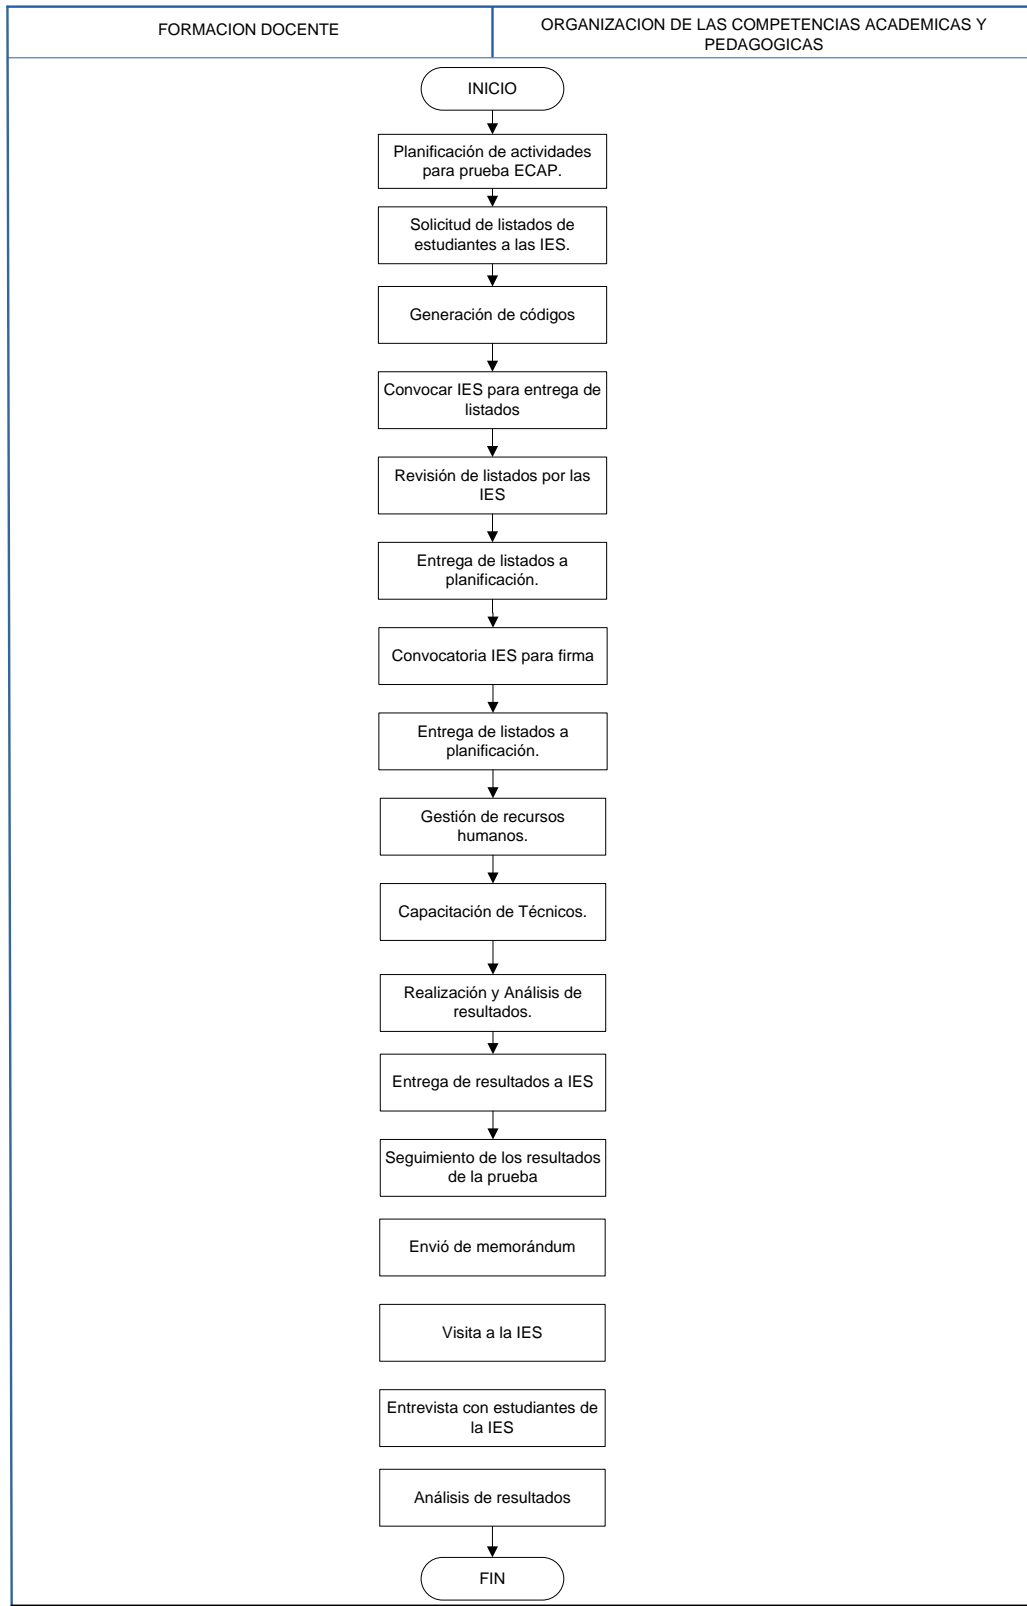 FORMACION DOCENTE
ORGANIZACION DE LAS COMPETENCIAS ACADEMICAS Y
PEDAGOGICAS
INICIO
Planificación de actividades
para prueba ECAP.
Solicitud de listados de
estudiantes a las IES.
Generación de códigos
Convocar IES para entrega de
listados
Revisión de listados por las
IES
Entrega de listados a
planificación.
Convocatoria IES para firma
Entrega de listados a
planificación.
Gestión de recursos
humanos.
Capacitación de Técnicos.
Realización y Análisis de
resultados.
Entrega de resultados a IES
Seguimiento de los resultados
de la prueba
Envió de memorándum
Visita a la IES
Entrevista con estudiantes de
la IES
Análisis de resultados
FIN